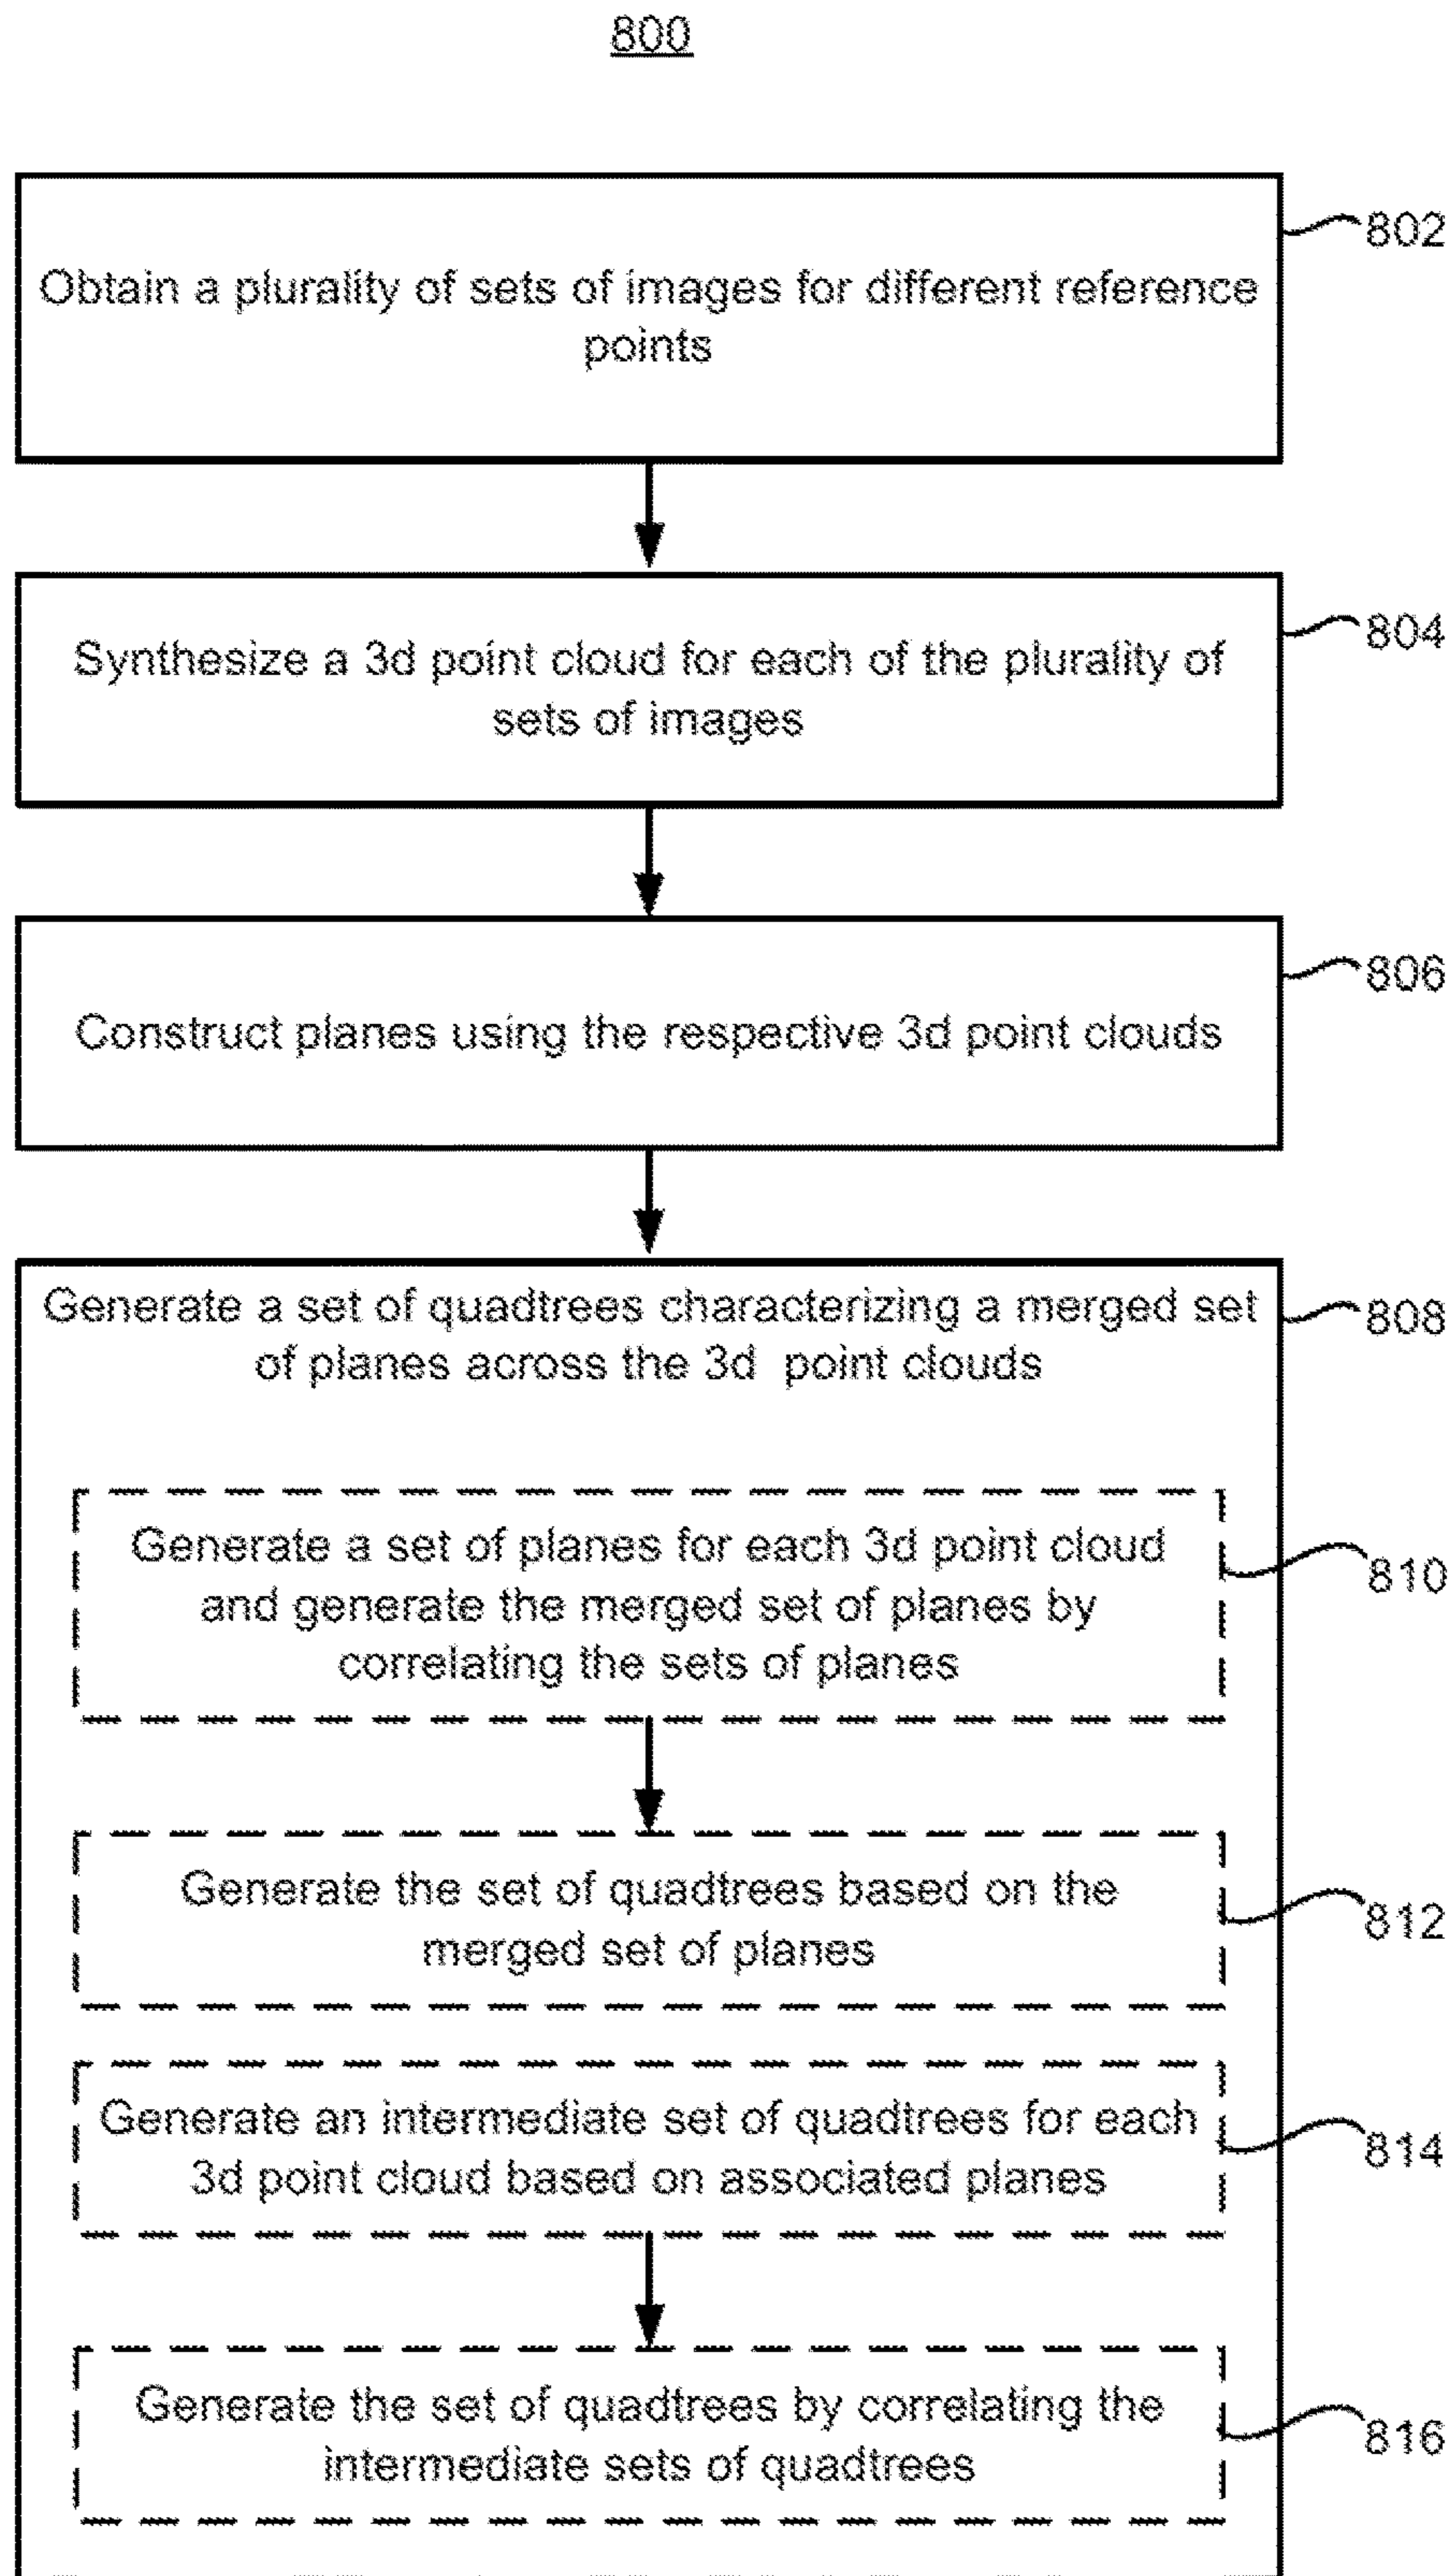 800
Obtain a plurality of sets of images for different reference
points
802
Synthesize a 3d point cloud for each of the plurality of
sets of images
804
Construct planes using the respective 3d point clouds
806
Generate a set of quadtrees characterizing a merged set
of planes across the 3d point clouds
808
Generate a set of planes for each 3d point cloud
and generate the merged set of planes by
correlating the sets of planes
810
Generate the set of quadtrees based on the
merged set of planes
812
Generate an intermediate set of quadtrees for each
3d point cloud based on associated planes
814
Generate the set of quadtrees by correlating the
intermediate sets of quadtrees
816